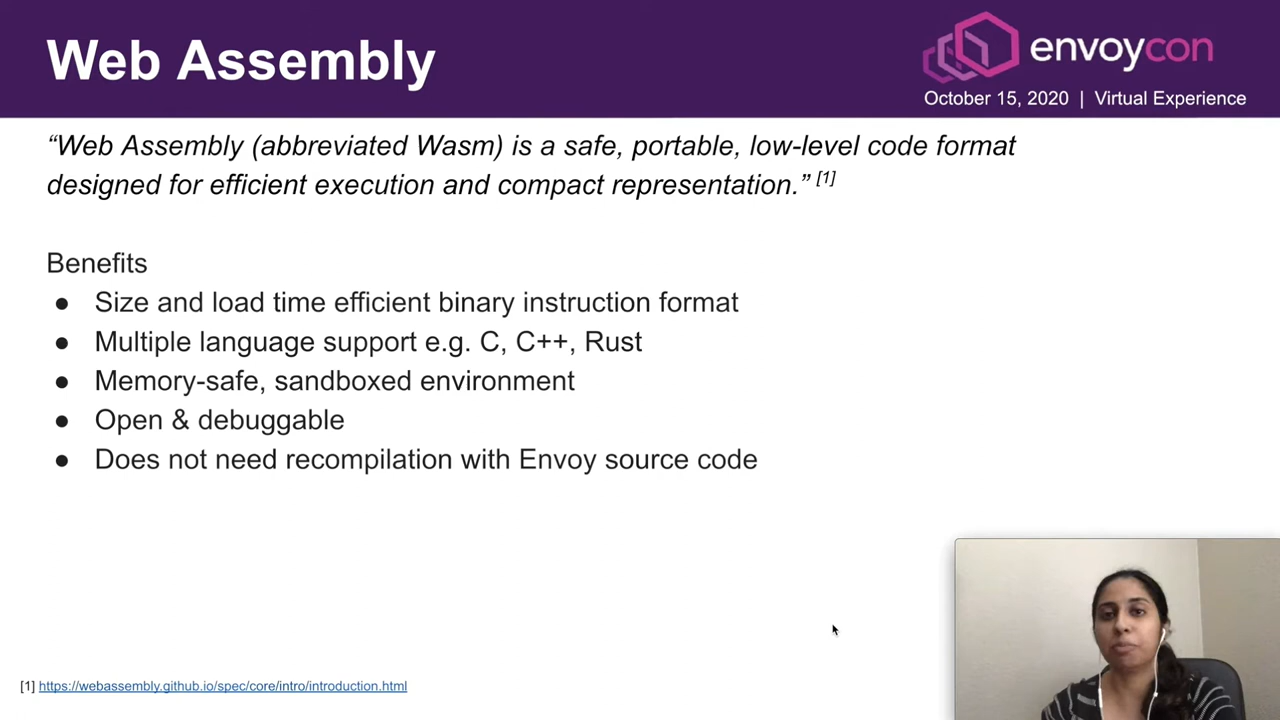 Web Assembly
envoycon
October 15, 2020 | Virtual Experience
“Web Assembly (abbreviated Wasm) is a safe, portable, low-level code format
designed for efficient execution and compact representation.” [1]
Benefits
● Size and load time efficient binary instruction format
● Multiple language support e.g. C, C++, Rust
● Memory-safe, sandboxed environment
● Open & debuggable
● Does not need recompilation with Envoy source code
[1] https://webassembly.github.io/spec/core/intro/introduction.html